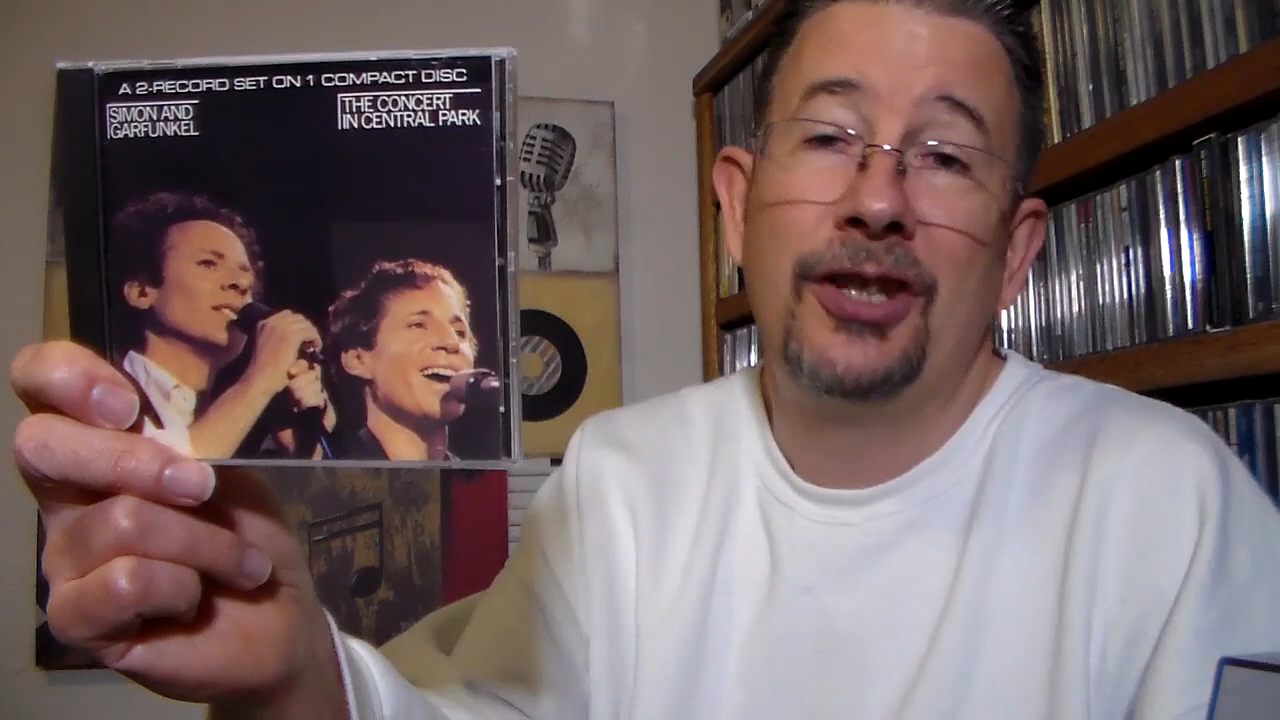 A 2-RECORD SET ON 1 COMPACT DISC
SIMON AND
GARFUNKEL
THE CONCERT
IN CENTRAL PARK